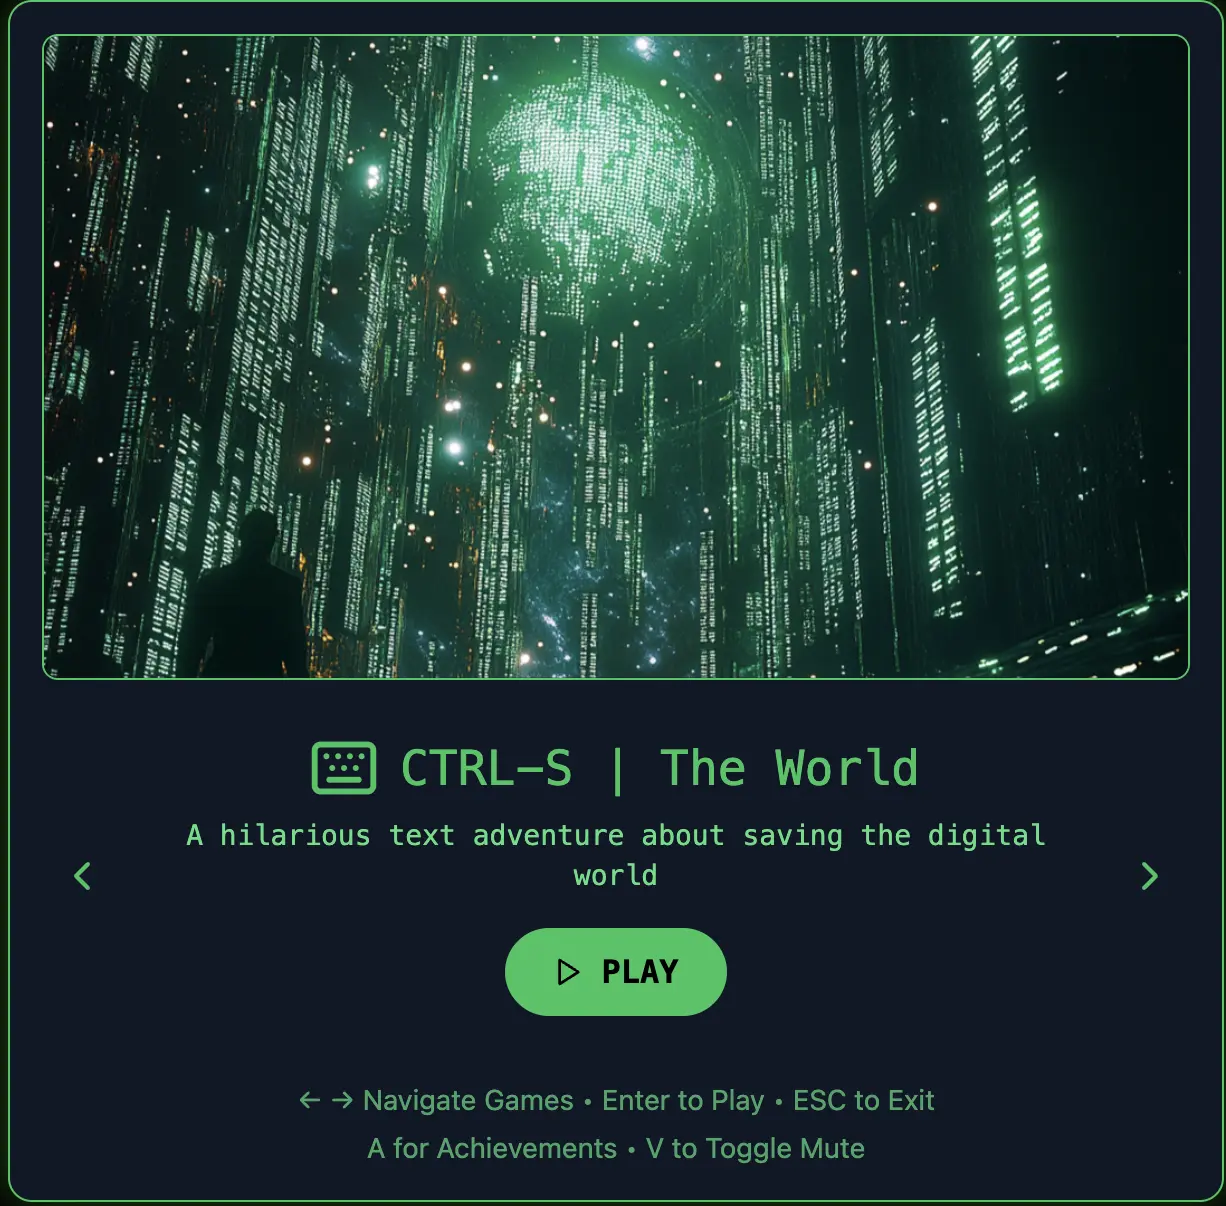 CTRL–S | The World
A hilarious text adventure about saving the digital
world
PLAY
← → Navigate Games • Enter to Play • ESC to Exit
A for Achievements • V to Toggle Mute